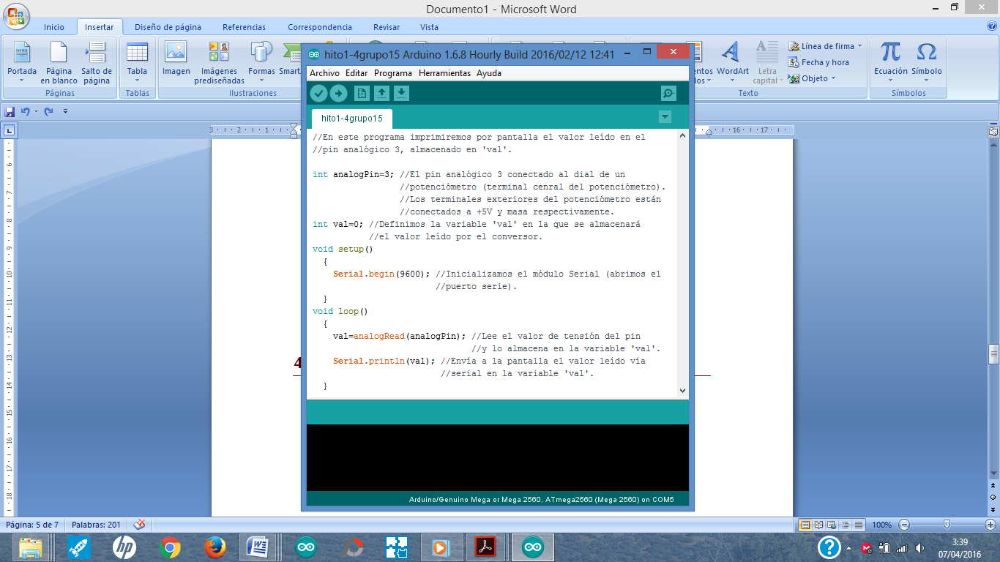 Documento1 - Microsoft Word
Inicio Insertar Diseño de página Referencias Correspondencia Revisar Vista
Portada
Página en blanco
Salto de página
Páginas
Tabla
Tablas
Imagen
Imágenes prediseñadas
Formas
Ilustraciones
WordArt
Letra capital
Línea de firma
Fecha y hora
Objeto
Texto
Ecuación
Símbolo
Símbolos
hito1-4grupo15 Arduino 1.6.8 Hourly Build 2016/02/12 12:41
Archivo Editar Programa Herramientas Ayuda
hito1-4grupo15
//En este programa imprimiremos por pantalla el valor leído en el
//pin analógico 3, almacenado en 'val'.
int analogPin=3; //El pin analógico 3 conectado al dial de un
//potenciómetro (terminal cenral del potenciómetro).
//Los terminales exteriores del potenciómetro están
//conectados a +5V y masa respectivamente.
int val=0; //Definimos la variable 'val' en la que se almacenará
//el valor leído por el conversor.
void setup()
{
Serial.begin(9600); //Inicializamos el módulo Serial (abrimos el
//puerto serie).
}
void loop()
{
val=analogRead(analogPin); //Lee el valor de tensión del pin
//y lo almacena en la variable 'val'.
Serial.println(val); //Envía a la pantalla el valor leído vía
//serial en la variable 'val'.
}
4
Arduino/Genuino Mega or Mega 2560, ATmega2560 (Mega 2560) on COM5
Página: 5 de 7 Palabras: 201 100%
3:39
07/04/2016